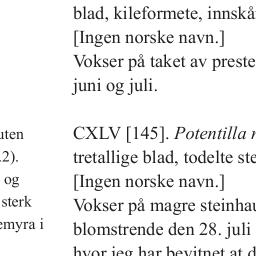 blad, kileformete, innskå
[Ingen norske navn.]
Vokser på taket av preste
juni og juli.
uten
.2).
og
sterk
emyra i
CXLV [145]. Potentilla
tretallige blad, todelte ste
[Ingen norske navn.]
Vokser på magre steinhau
blomstrende den 28. juli
hvor jeg har bevitnet at d